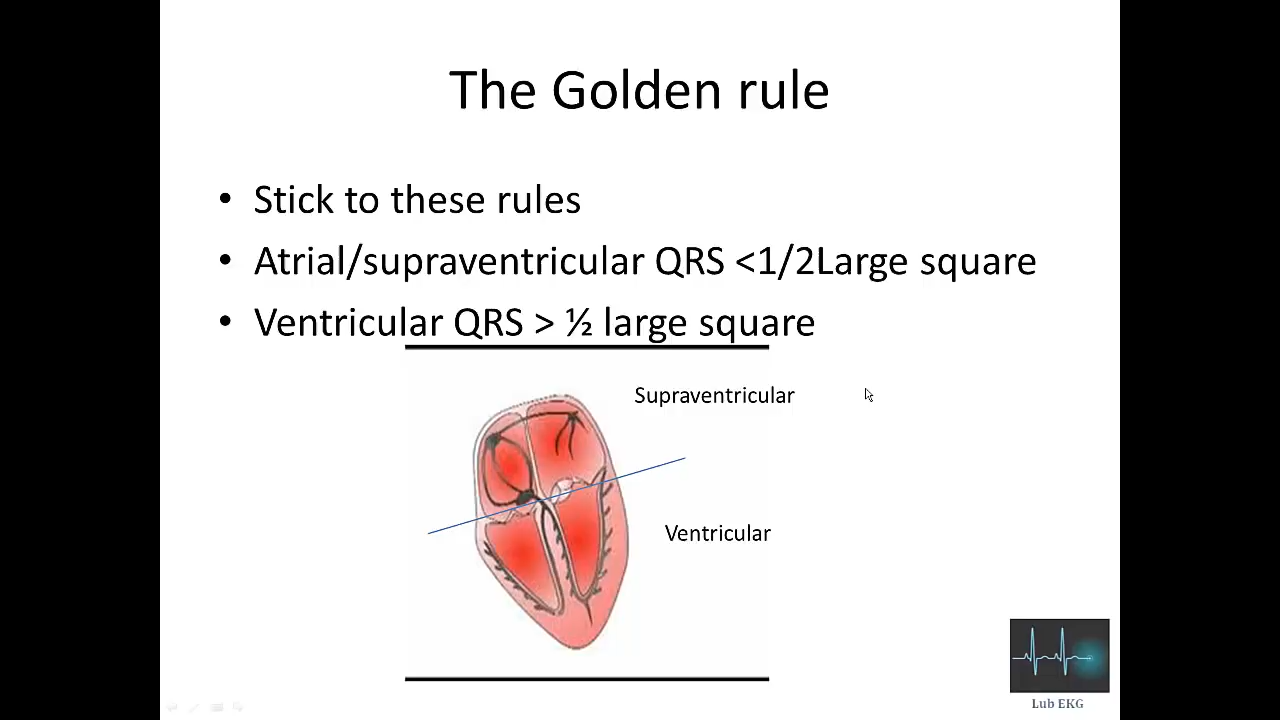 The Golden rule
• Stick to these rules
• Atrial/supraventricular QRS <1/2Large square
• Ventricular QRS > ½ large square
Supraventricular
Ventricular
Lub EKG